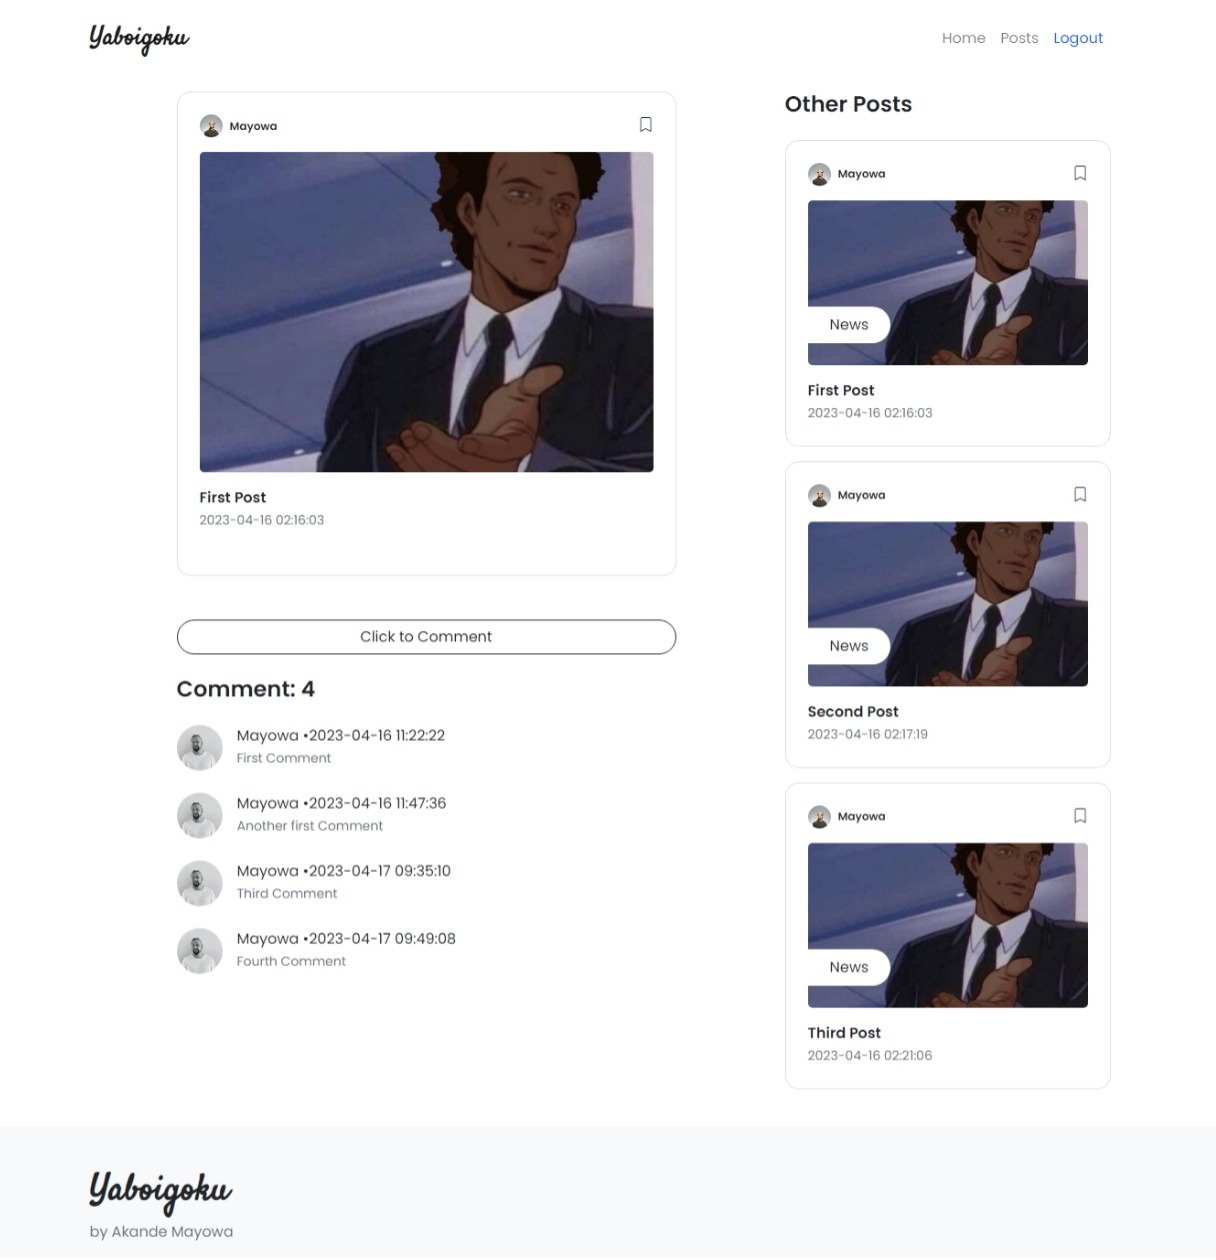 Yaboigoku
Home Posts Logout
Mayowa
First Post
2023-04-16 02:16:03
Click to Comment
Comment: 4
Mayowa •2023-04-16 11:22:22
First Comment
Mayowa •2023-04-16 11:47:36
Another first Comment
Mayowa •2023-04-17 09:35:10
Third Comment
Mayowa •2023-04-17 09:49:08
Fourth Comment
Other Posts
Mayowa
News
First Post
2023-04-16 02:16:03
Mayowa
News
Second Post
2023-04-16 02:17:19
Mayowa
News
Third Post
2023-04-16 02:21:06
Yaboigoku
by Akande Mayowa